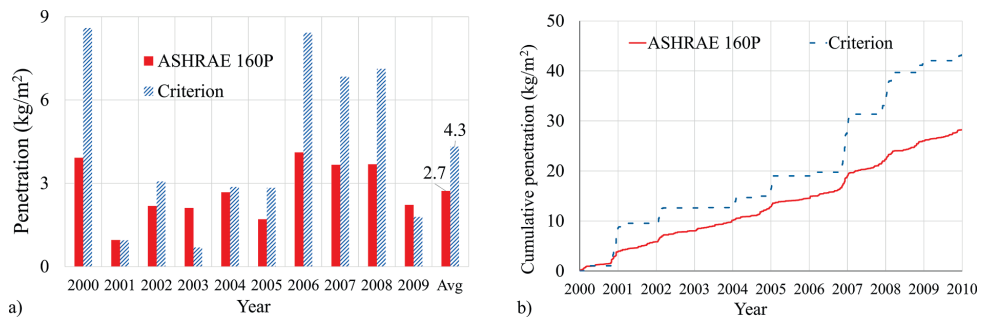 a)
Penetration (kg/m²)
9
6
3
0
ASHRAE 160P
Criterion
2.7
4.3
2000 2001 2002 2003 2004 2005 2006 2007 2008 2009 Avg
Year
b)
Cumulative penetration (kg/m²)
50
40
30
20
10
0
ASHRAE 160P Criterion
2000 2001 2002 2003 2004 2005 2006 2007 2008 2009 2010
Year